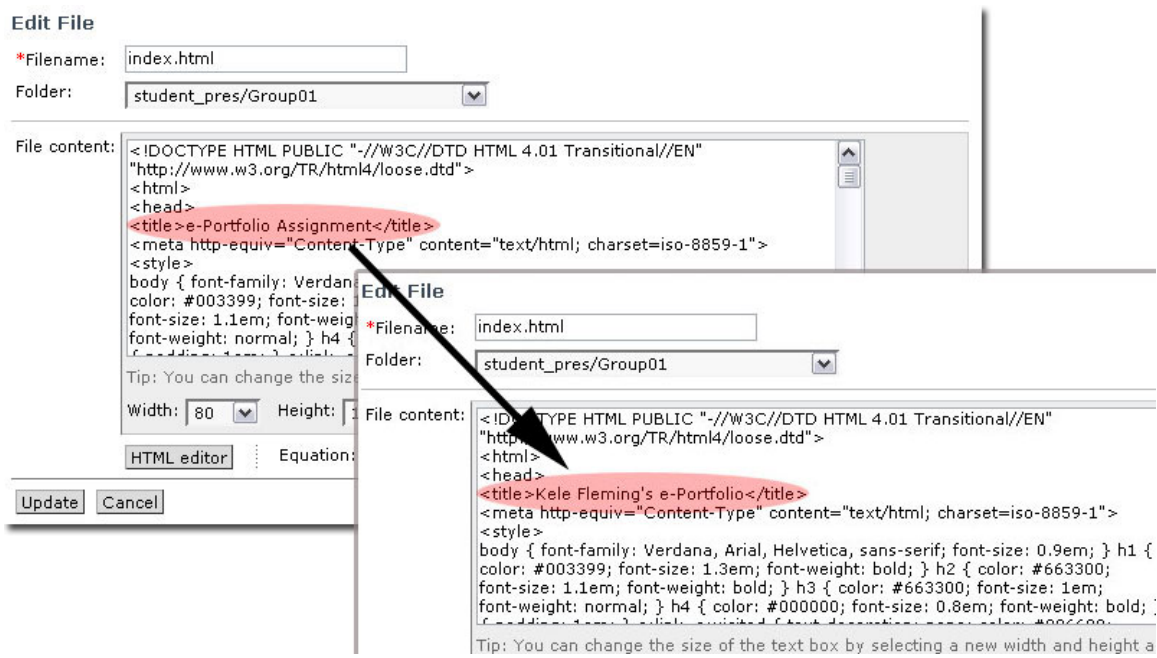 Edit File
*Filename: index.html
Folder: student_pres/Group01
File content: <!DOCTYPE HTML PUBLIC "-//W3C//DTD HTML 4.01 Transitional//EN"
"http://www.w3.org/TR/html4/loose.dtd">
<html>
<head>
<title>e-Portfolio Assignment</title>
<meta http-equiv="Content-Type" content="text/html; charset=iso-8859-1">
<style>
body { font-family: Verdana
color: #003399; font-size:
font-size: 1.1em; font-weig
font-weight: normal; } h4 {
Tip: You can change the size
Width: 80 Height: 1
HTML editor Equation:
Update Cancel
Edit File
*Filename: index.html
Folder: student_pres/Group01
File content: <!DOCTYPE HTML PUBLIC "-//W3C//DTD HTML 4.01 Transitional//EN"
"http://www.w3.org/TR/html4/loose.dtd">
<html>
<head>
<title>Kele Fleming's e-Portfolio</title>
<meta http-equiv="Content-Type" content="text/html; charset=iso-8859-1">
<style>
body { font-family: Verdana, Arial, Helvetica, sans-serif; font-size: 0.9em; } h1 {
color: #003399; font-size: 1.3em; font-weight: bold; } h2 { color: #663300;
font-size: 1.1em; font-weight: bold; } h3 { color: #663300; font-size: 1em;
font-weight: normal; } h4 { color: #000000; font-size: 0.8em; font-weight: bold; }
Tip: You can change the size of the text box by selecting a new width and height a